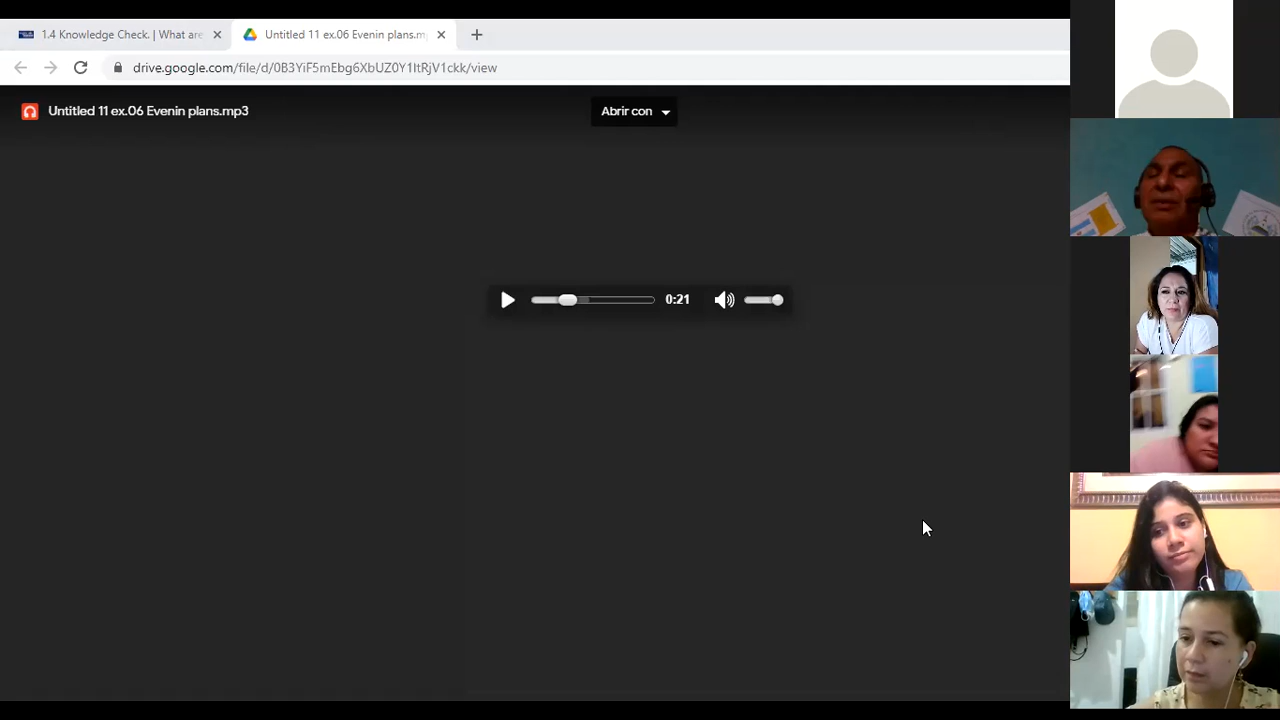 1.4 Knowledge Check. | What are
Untitled 11 ex.06 Evenin plans.m
drive.google.com/file/d/0B3YiF5mEbg6XbUZ0Y1ltRjV1ckk/view
Untitled 11 ex.06 Evenin plans.mp3
Abrir con
0:21